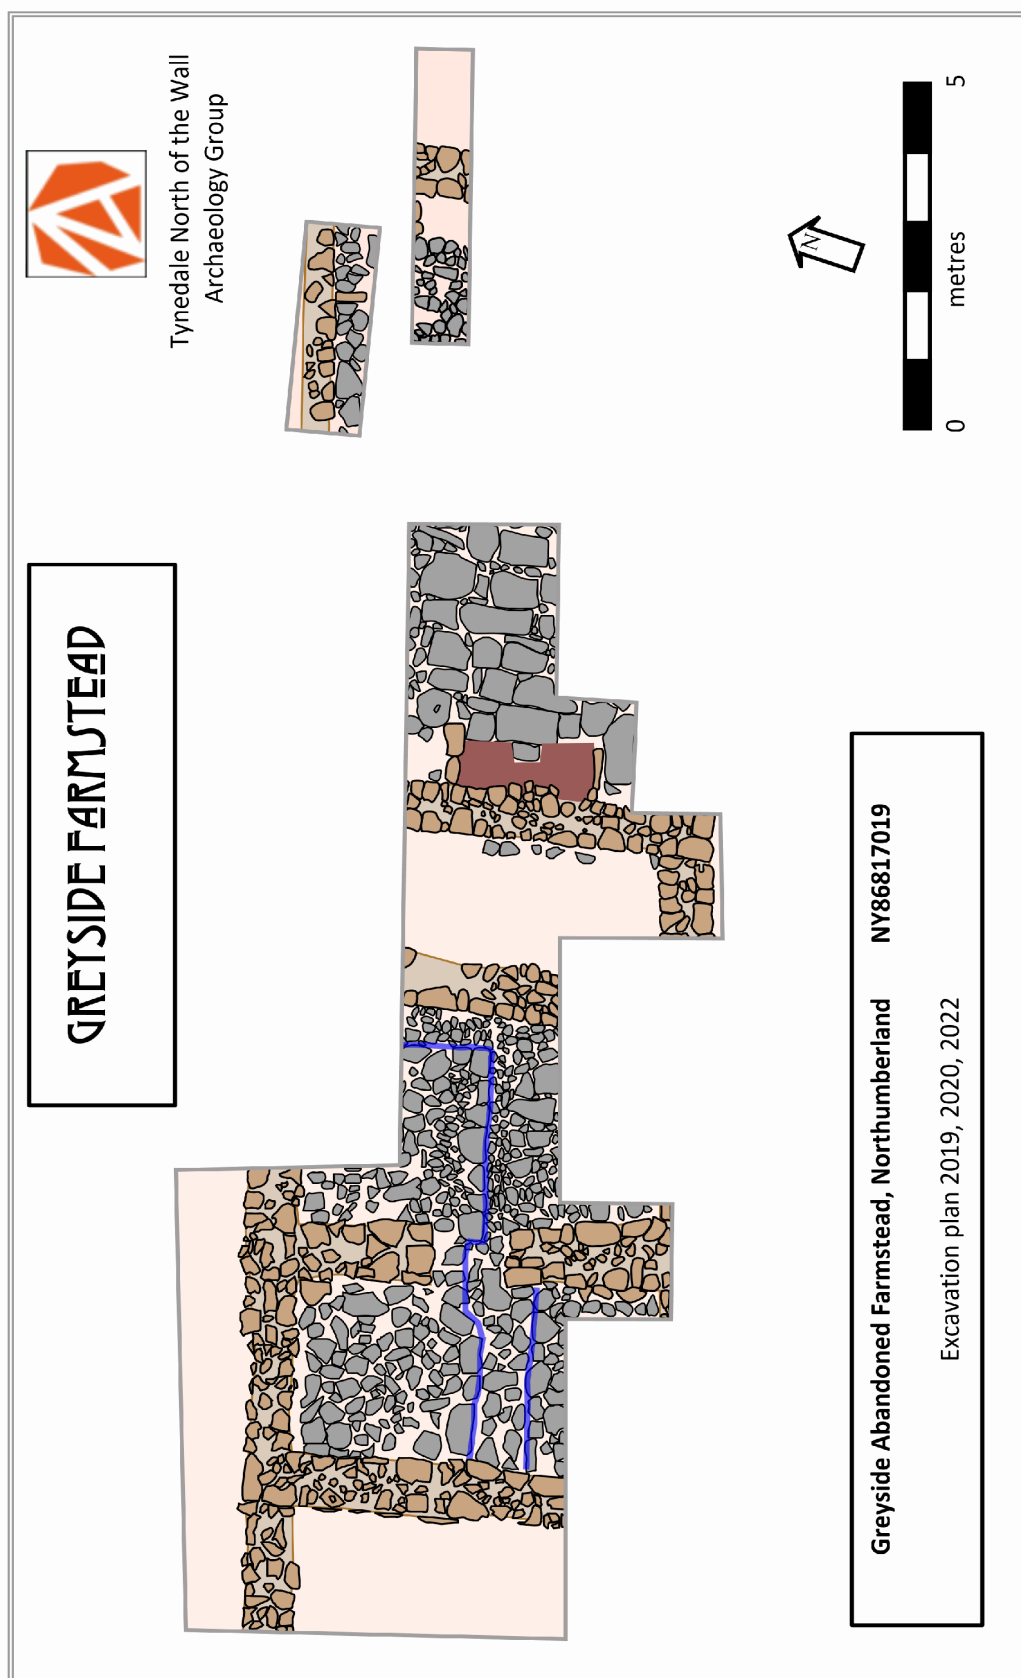 GREYSIDE FARMSTEAD
Tynedale North of the Wall
Archaeology Group
N
0 metres 5
Greyside Abandoned Farmstead, Northumberland NY86817019
Excavation plan 2019, 2020, 2022